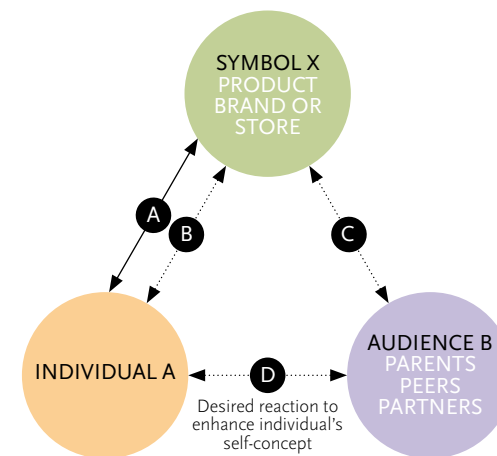 SYMBOL X
PRODUCT
BRAND OR
STORE
A
B
C
INDIVIDUAL A
D
AUDIENCE B
PARENTS
PEERS
PARTNERS
Desired reaction to
enhance individual's
self-concept